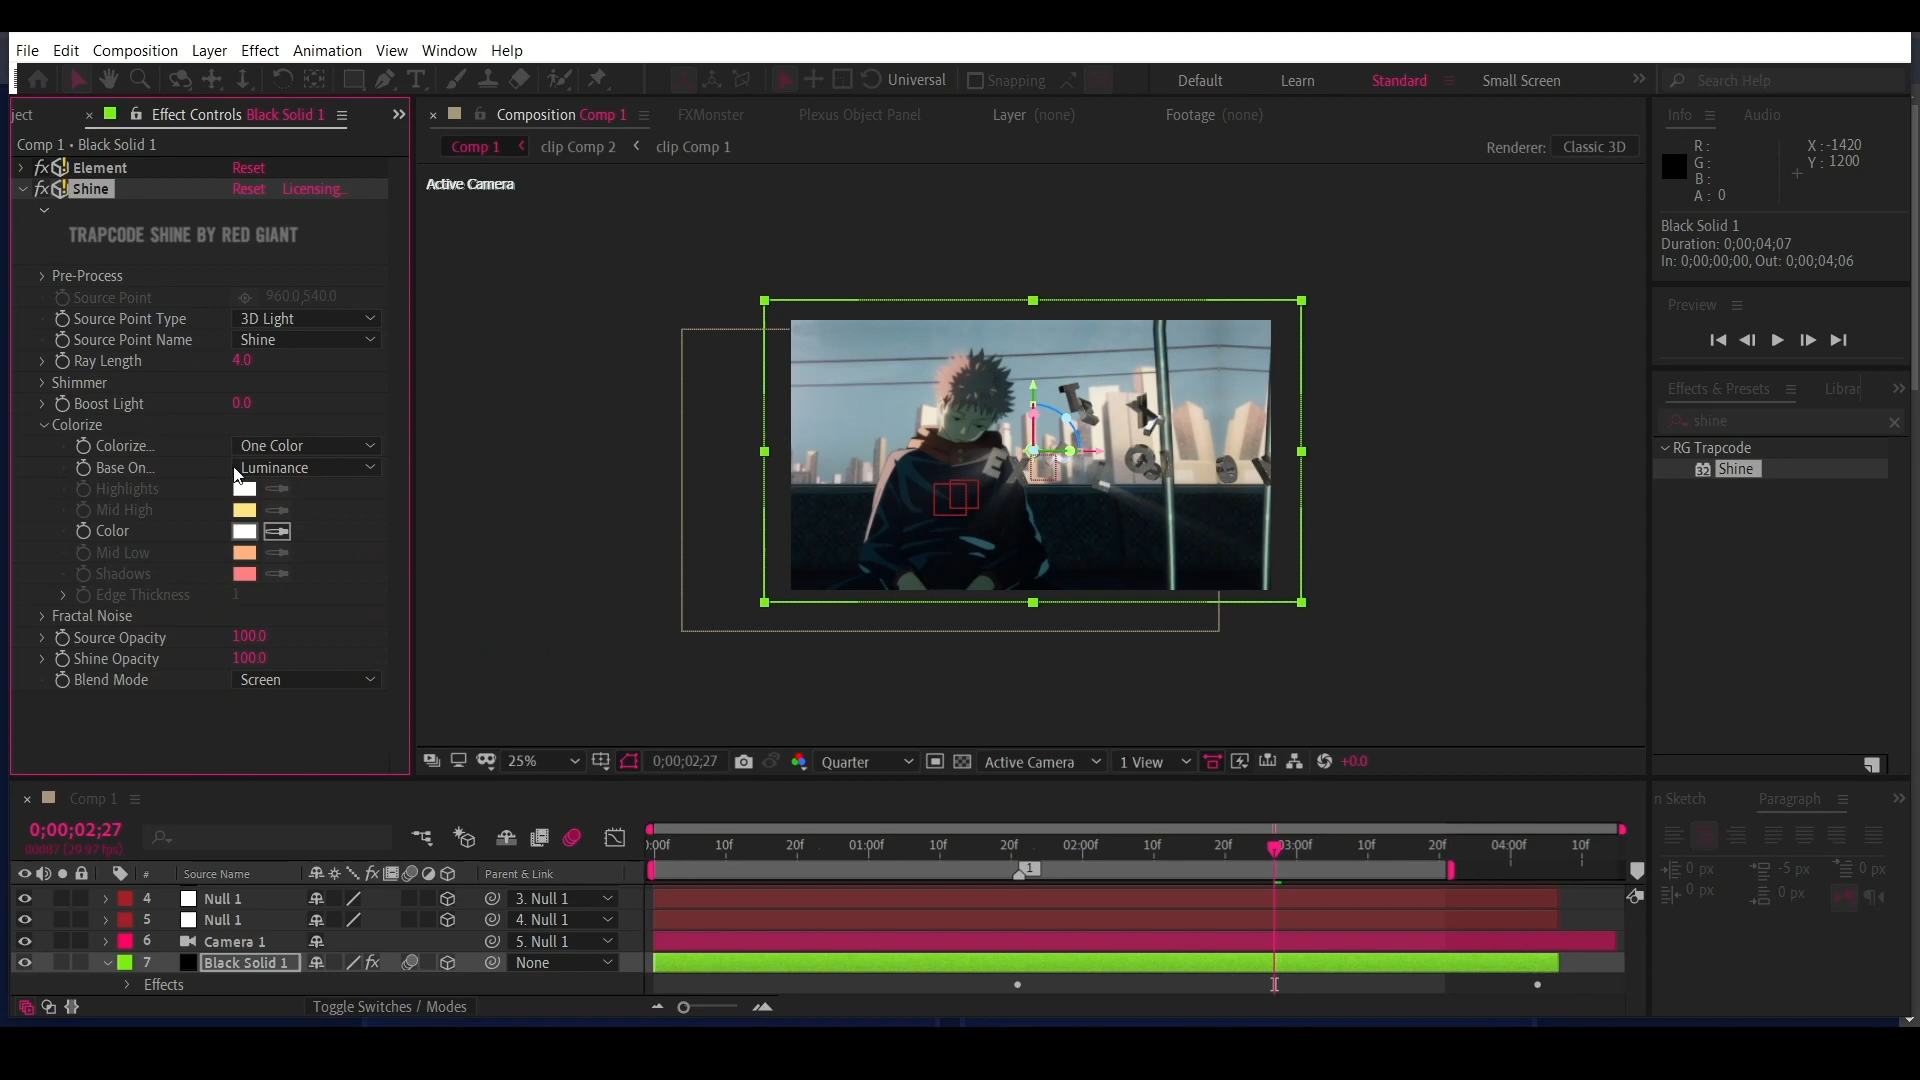 File Edit Composition Layer Effect Animation View Window Help
Universal Snapping Default Learn Standard Small Screen Search Help
ject Effect Controls Black Solid 1
Comp 1 • Black Solid 1
Element Reset
Shine Reset Licensing...
TRAPCODE SHINE BY RED GIANT
Pre-Process
Source Point 960.0,540.0
Source Point Type 3D Light
Source Point Name Shine
Ray Length 4.0
Shimmer
Boost Light 0.0
Colorize
Colorize... One Color
Base On... Luminance
Highlights
Mid High
Color
Mid Low
Shadows
Edge Thickness 1
Fractal Noise
Source Opacity 100.0
Shine Opacity 100.0
Blend Mode Screen
Composition Comp 1 FXMonster Plexus Object Panel Layer (none) Footage (none)
Comp 1 clip Comp 2 clip Comp 1 Renderer: Classic 3D
Active Camera
25% 0;00;02;27 Quarter Active Camera 1 View +0.0
Info Audio
R: X:-1420
G: Y: 1200
B:
A: 0
Black Solid 1
Duration: 0;00;04;07
In: 0;00;00;00, Out: 0;00;04;06
Preview
Effects & Presets Librar
shine
RG Trapcode
32 Shine
n Sketch Paragraph
0 px -5 px 0 px
0 px 0 px
Comp 1
0;00;02;27
00087 (29.97 fps)
:00f 10f 20f 01:00f 10f 20f 02:00f 10f 20f 03:00f 10f 20f 04:00f 10f
1
# Source Name fx Parent & Link
4 Null 1 3. Null 1
5 Null 1 4. Null 1
6 Camera 1 5. Null 1
7 Black Solid 1 fx None
Effects
Toggle Switches / Modes